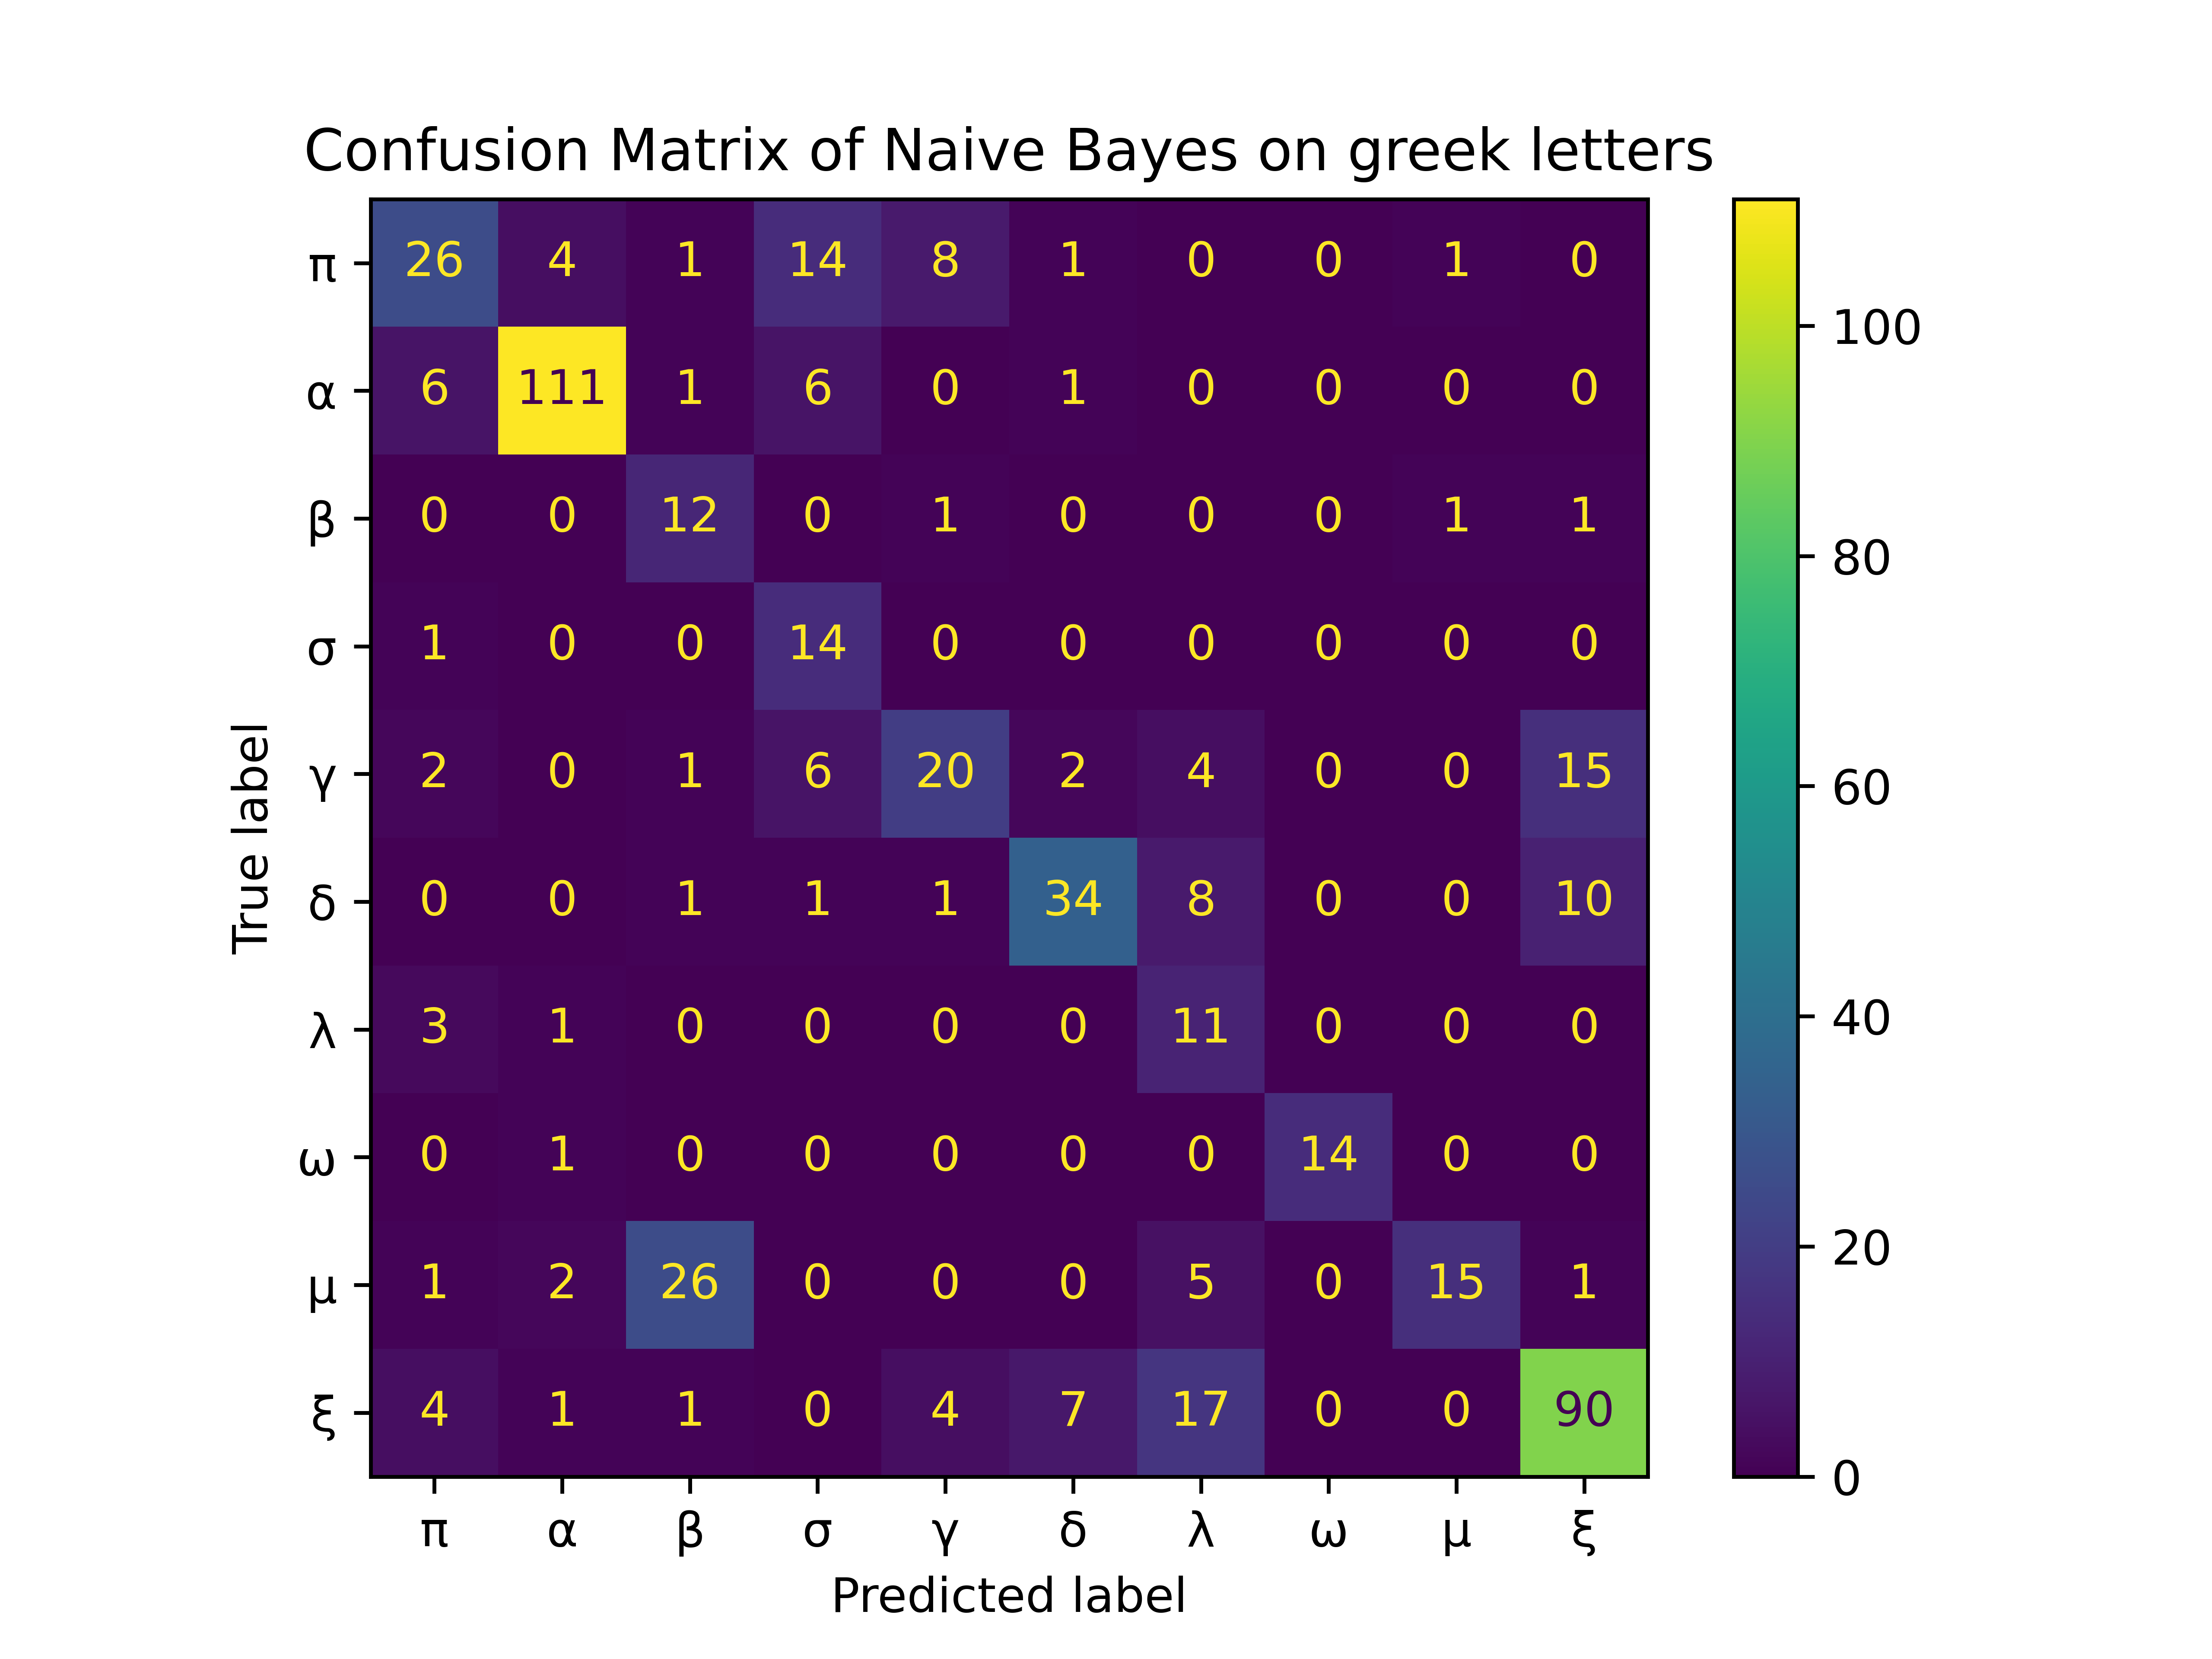 Confusion Matrix of Naive Bayes on greek letters
π 26 4 1 14 8 1 0 0 1 0
α 6 111 1 6 0 1 0 0 0 0
β 0 0 12 0 1 0 0 0 1 1
σ 1 0 0 14 0 0 0 0 0 0
γ 2 0 1 6 20 2 4 0 0 15
δ 0 0 1 1 1 34 8 0 0 10
λ 3 1 0 0 0 0 11 0 0 0
ω 0 1 0 0 0 0 0 14 0 0
μ 1 2 26 0 0 0 5 0 15 1
ξ 4 1 1 0 4 7 17 0 0 90
π α β σ γ δ λ ω μ ξ
Predicted label
True label
100
80
60
40
20
0